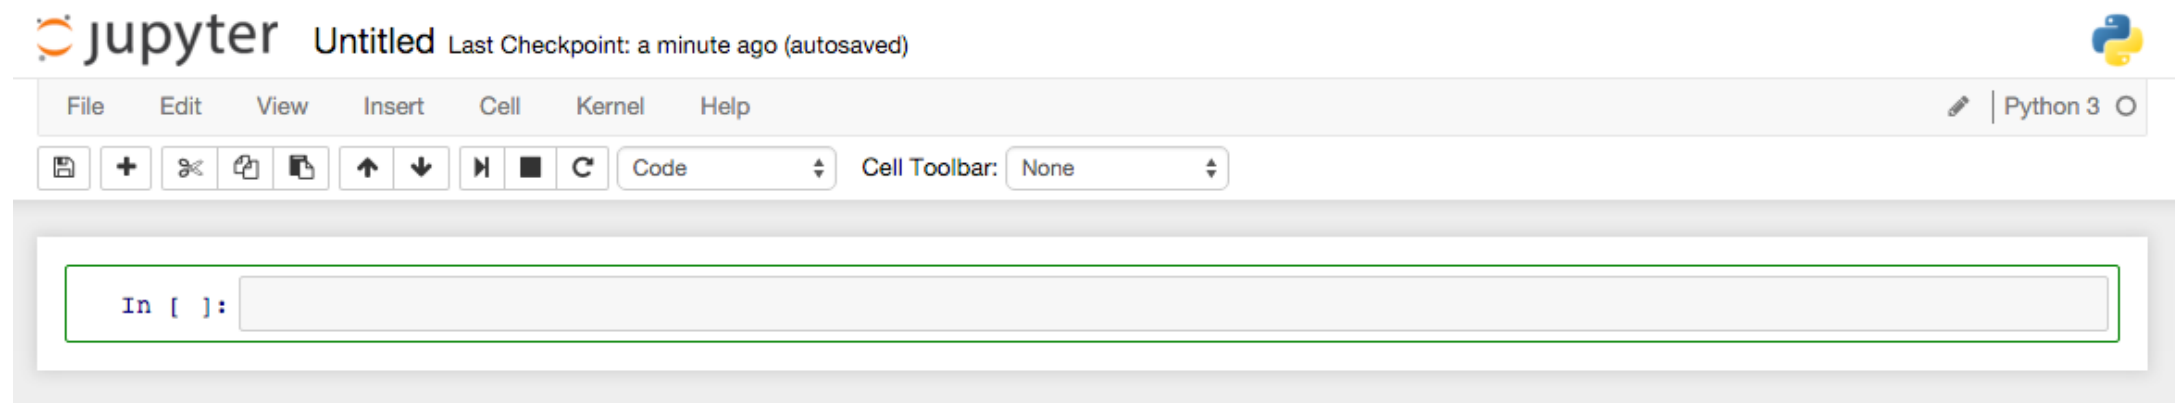 jupyter Untitled Last Checkpoint: a minute ago (autosaved)
File Edit View Insert Cell Kernel Help Python 3
Code Cell Toolbar: None
In [ ]: